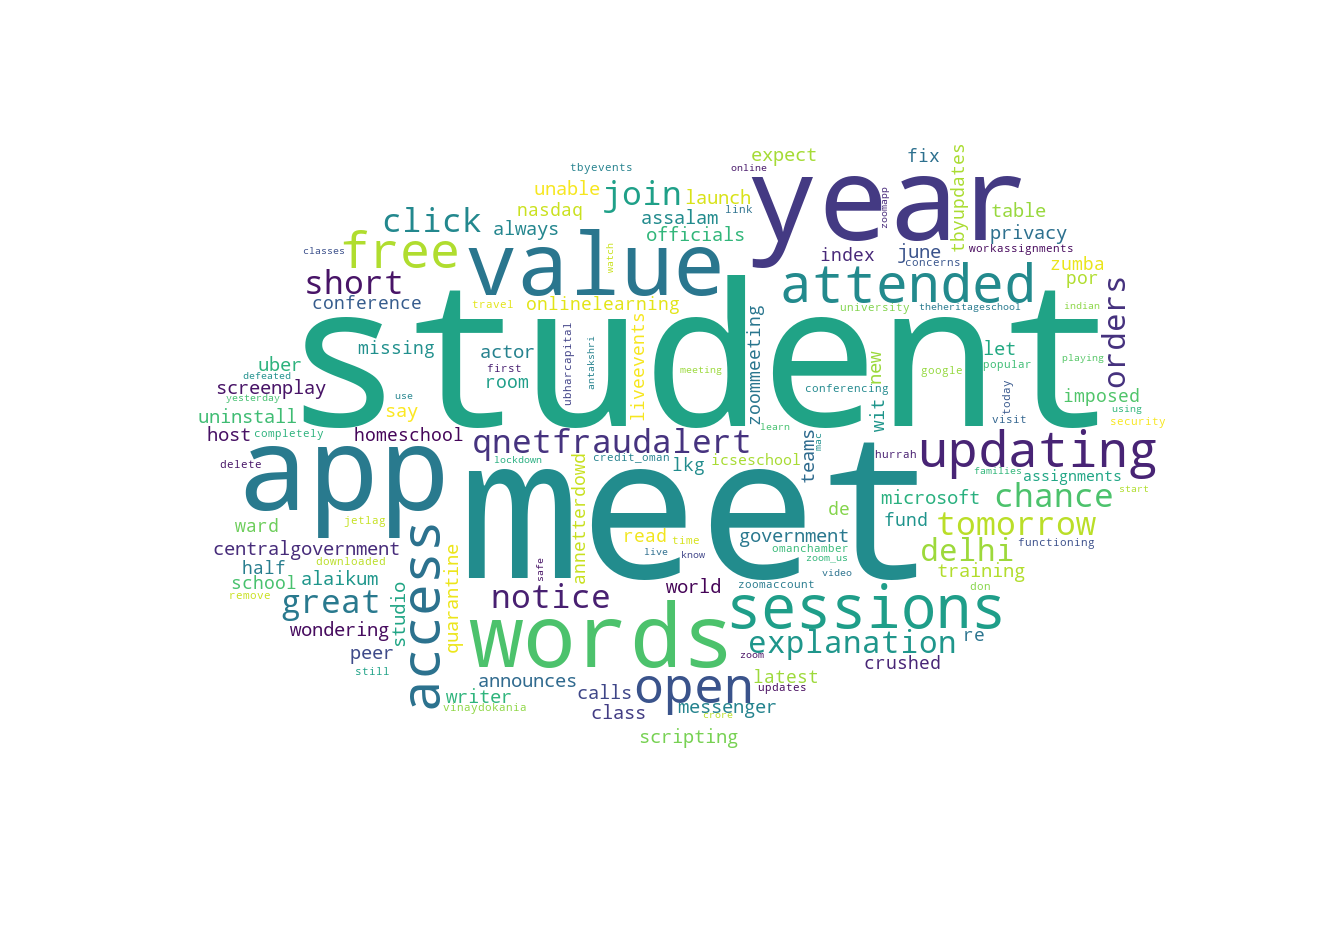 tbyevents
online
expect
fix
tbyupdates
unable
join
launch
year
zoomapp
nasdaq
link
table
click
always
assalam
officials
privacy
classes
free
value
watch
index
june
concerns
workassignments
short
attended
zumba
por
conference
travel
onlinelearning
university
theheritageschool
indian
orders
student
missing
actor
first
room
ubharcapital
antakshri
liveevents
meeting
zoommeeting
new
google
let
popular
playing
uber
defeated
screenplay
yesterday
use
say
conferencing
wit
today
visit
imposed
using
security
uninstall
host
completely
homeschool
qnetfraudalert
learn
mac
teams
hurrah
updating
delete
app
lockdown
credit_oman
lkg
icseschool
families
assignments
start
meet
annetterdowd
microsoft
chance
ward
jetlag
de
fund
tomorrow
centralgovernment
downloaded
access
quarantine
read
time
government
omanchamber
zoom_us
delhi
functioning
half
school
alaikum
remove
safe
live
know
video
training
don
great
studio
notice
world
zoomaccount
sessions
wondering
words
explanation
re
peer
zoom
crushed
still
announces
writer
vinaydokania
calls
class
open
latest
updates
messenger
crore
scripting